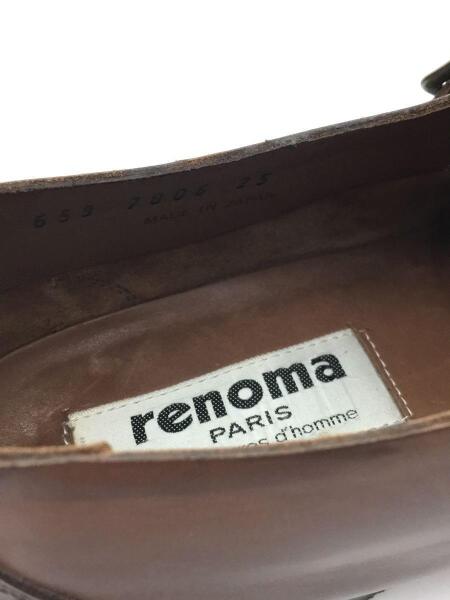 659 7806 25
MADE IN JAPAN
renoma
PARIS
d'homme